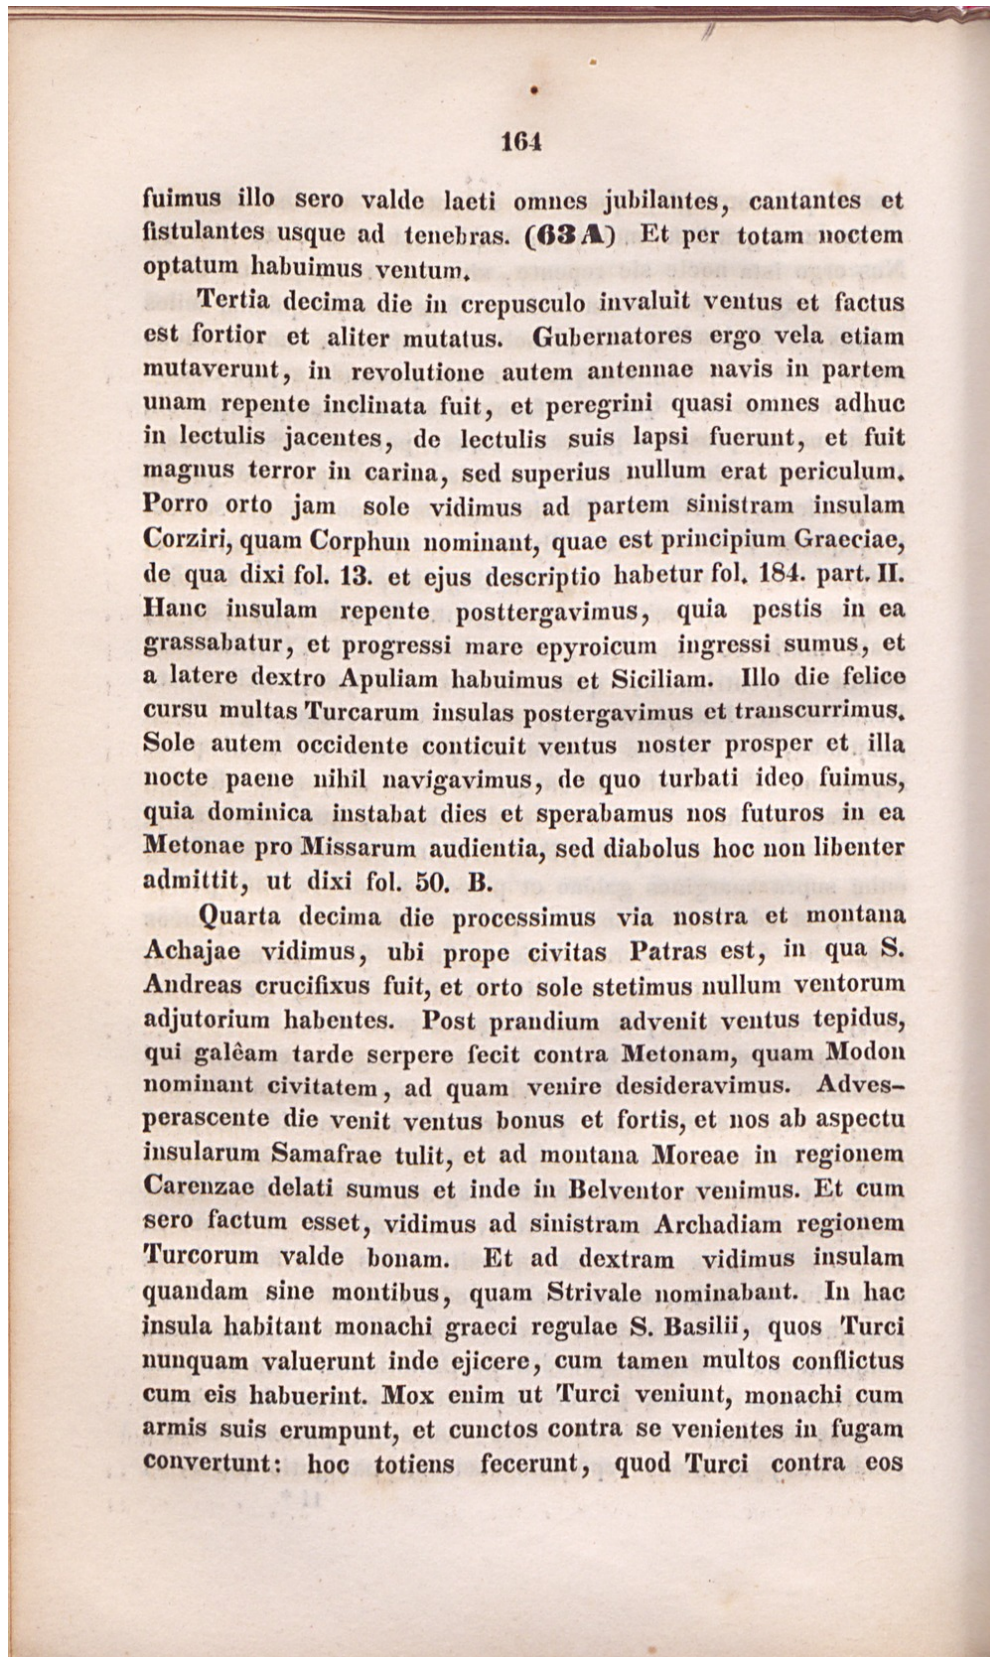 164
fuimus illo sero valde laeti omnes jubilantes, cantantes et
fistulantes usque ad tenebras. (63 A) Et per totam noctem
optatum habuimus ventum.
Tertia decima die in crepusculo invaluit ventus et factus
est fortior et aliter mutatus. Gubernatores ergo vela etiam
mutaverunt, in revolutione autem antennae navis in partem
unam repente inclinata fuit, et peregrini quasi omnes adhuc
in lectulis jacentes, de lectulis suis lapsi fuerunt, et fuit
magnus terror in carina, sed superius nullum erat periculum.
Porro orto jam sole vidimus ad partem sinistram insulam
Corziri, quam Corphun nominant, quae est principium Graeciae,
de qua dixi fol. 13. et ejus descriptio habetur fol. 184. part. II.
Hanc insulam repente posttergavimus, quia pestis in ea
grassabatur, et progressi mare epyroicum ingressi sumus, et
a latere dextro Apuliam habuimus et Siciliam. Illo die felice
cursu multas Turcarum insulas postergavimus et transcurrimus.
Sole autem occidente conticuit ventus noster prosper et illa
nocte paene nihil navigavimus, de quo turbati ideo fuimus,
quia dominica instabat dies et sperabamus nos futuros in ea
Metonae pro Missarum audientia, sed diabolus hoc non libenter
admittit, ut dixi fol. 50. B.
Quarta decima die processimus via nostra et montana
Achajae vidimus, ubi prope civitas Patras est, in qua S.
Andreas crucifixus fuit, et orto sole stetimus nullum ventorum
adjutorium habentes. Post prandium advenit ventus tepidus,
qui galêam tarde serpere fecit contra Metonam, quam Modon
nominant civitatem, ad quam venire desideravimus. Adves-
perascente die venit ventus bonus et fortis, et nos ab aspectu
insularum Samafrae tulit, et ad montana Moreae in regionem
Carenzae delati sumus et inde in Belventor venimus. Et cum
sero factum esset, vidimus ad sinistram Archadiam regionem
Turcorum valde bonam. Et ad dextram vidimus insulam
quandam sine montibus, quam Strivale nominabant. In hac
insula habitant monachi graeci regulae S. Basilii, quos Turci
nunquam valuerunt inde ejicere, cum tamen multos conflictus
cum eis habuerint. Mox enim ut Turci veniunt, monachi cum
armis suis erumpunt, et cunctos contra se venientes in fugam
convertunt: hoc totiens fecerunt, quod Turci contra eos